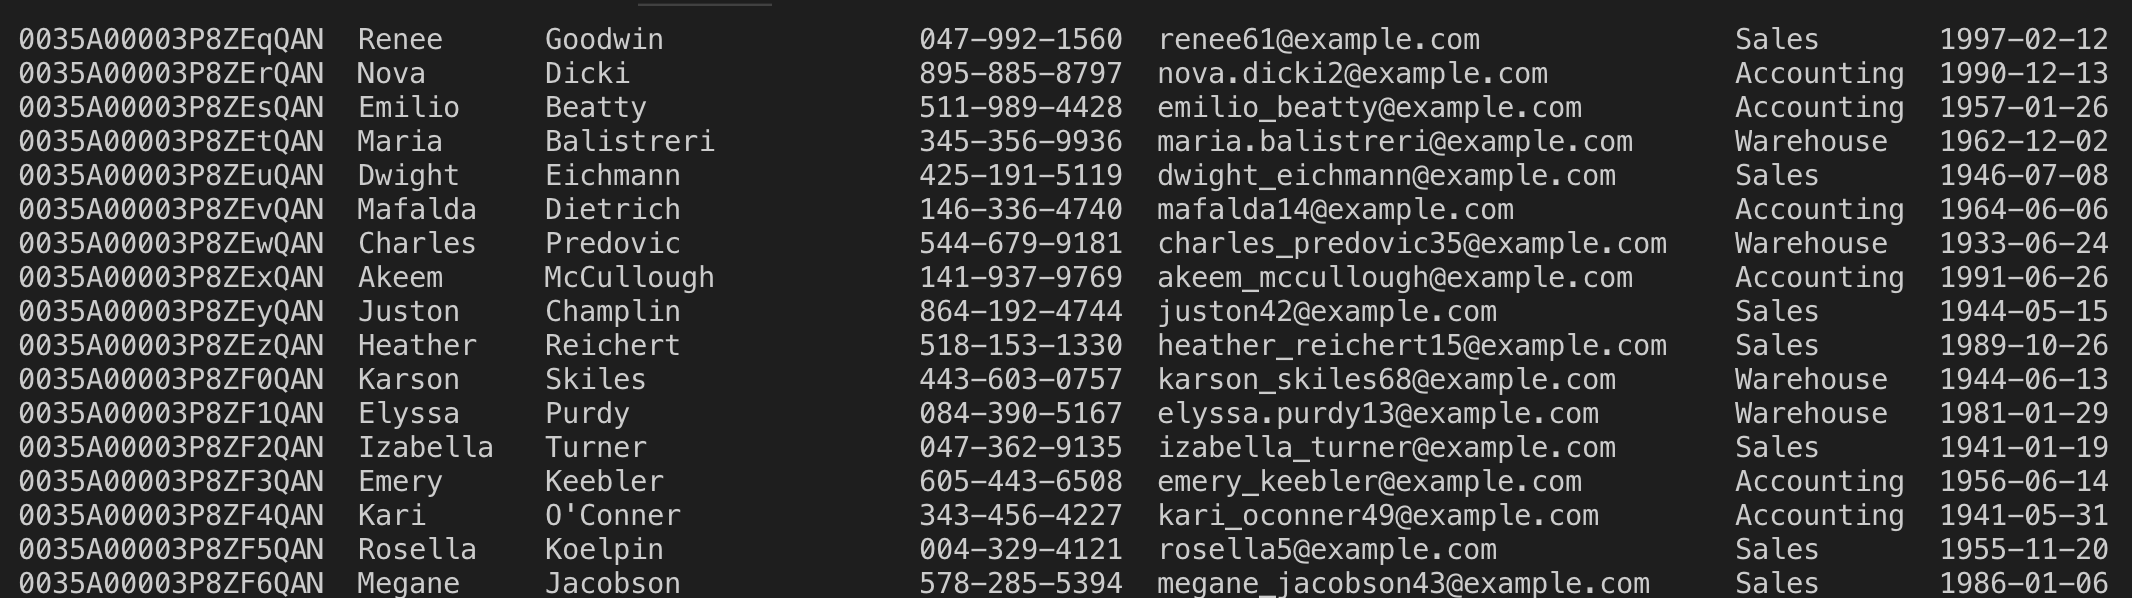 0035A00003P8ZEqQAN  Renee      Goodwin               047-992-1560  renee61@example.com               Sales       1997-02-12
0035A00003P8ZErQAN  Nova       Dicki                 895-885-8797  nova.dicki2@example.com           Accounting  1990-12-13
0035A00003P8ZEsQAN  Emilio     Beatty                511-989-4428  emilio_beatty@example.com         Accounting  1957-01-26
0035A00003P8ZEtQAN  Maria      Balistreri            345-356-9936  maria.balistreri@example.com      Warehouse   1962-12-02
0035A00003P8ZEuQAN  Dwight     Eichmann              425-191-5119  dwight_eichmann@example.com       Sales       1946-07-08
0035A00003P8ZEvQAN  Mafalda    Dietrich              146-336-4740  mafalda14@example.com             Accounting  1964-06-06
0035A00003P8ZEwQAN  Charles    Predovic              544-679-9181  charles_predovic35@example.com    Warehouse   1933-06-24
0035A00003P8ZExQAN  Akeem      McCullough            141-937-9769  akeem_mccullough@example.com      Accounting  1991-06-26
0035A00003P8ZEyQAN  Juston     Champlin              864-192-4744  juston42@example.com              Sales       1944-05-15
0035A00003P8ZEzQAN  Heather    Reichert              518-153-1330  heather_reichert15@example.com    Sales       1989-10-26
0035A00003P8ZF0QAN  Karson     Skiles                443-603-0757  karson_skiles68@example.com       Warehouse   1944-06-13
0035A00003P8ZF1QAN  Elyssa     Purdy                 084-390-5167  elyssa.purdy13@example.com        Warehouse   1981-01-29
0035A00003P8ZF2QAN  Izabella   Turner                047-362-9135  izabella_turner@example.com       Sales       1941-01-19
0035A00003P8ZF3QAN  Emery      Keebler               605-443-6508  emery_keebler@example.com         Accounting  1956-06-14
0035A00003P8ZF4QAN  Kari       O'Conner              343-456-4227  kari_oconner49@example.com        Accounting  1941-05-31
0035A00003P8ZF5QAN  Rosella    Koelpin               004-329-4121  rosella5@example.com              Sales       1955-11-20
0035A00003P8ZF6QAN  Megane     Jacobson              578-285-5394  megane_jacobson43@example.com     Sales       1986-01-06